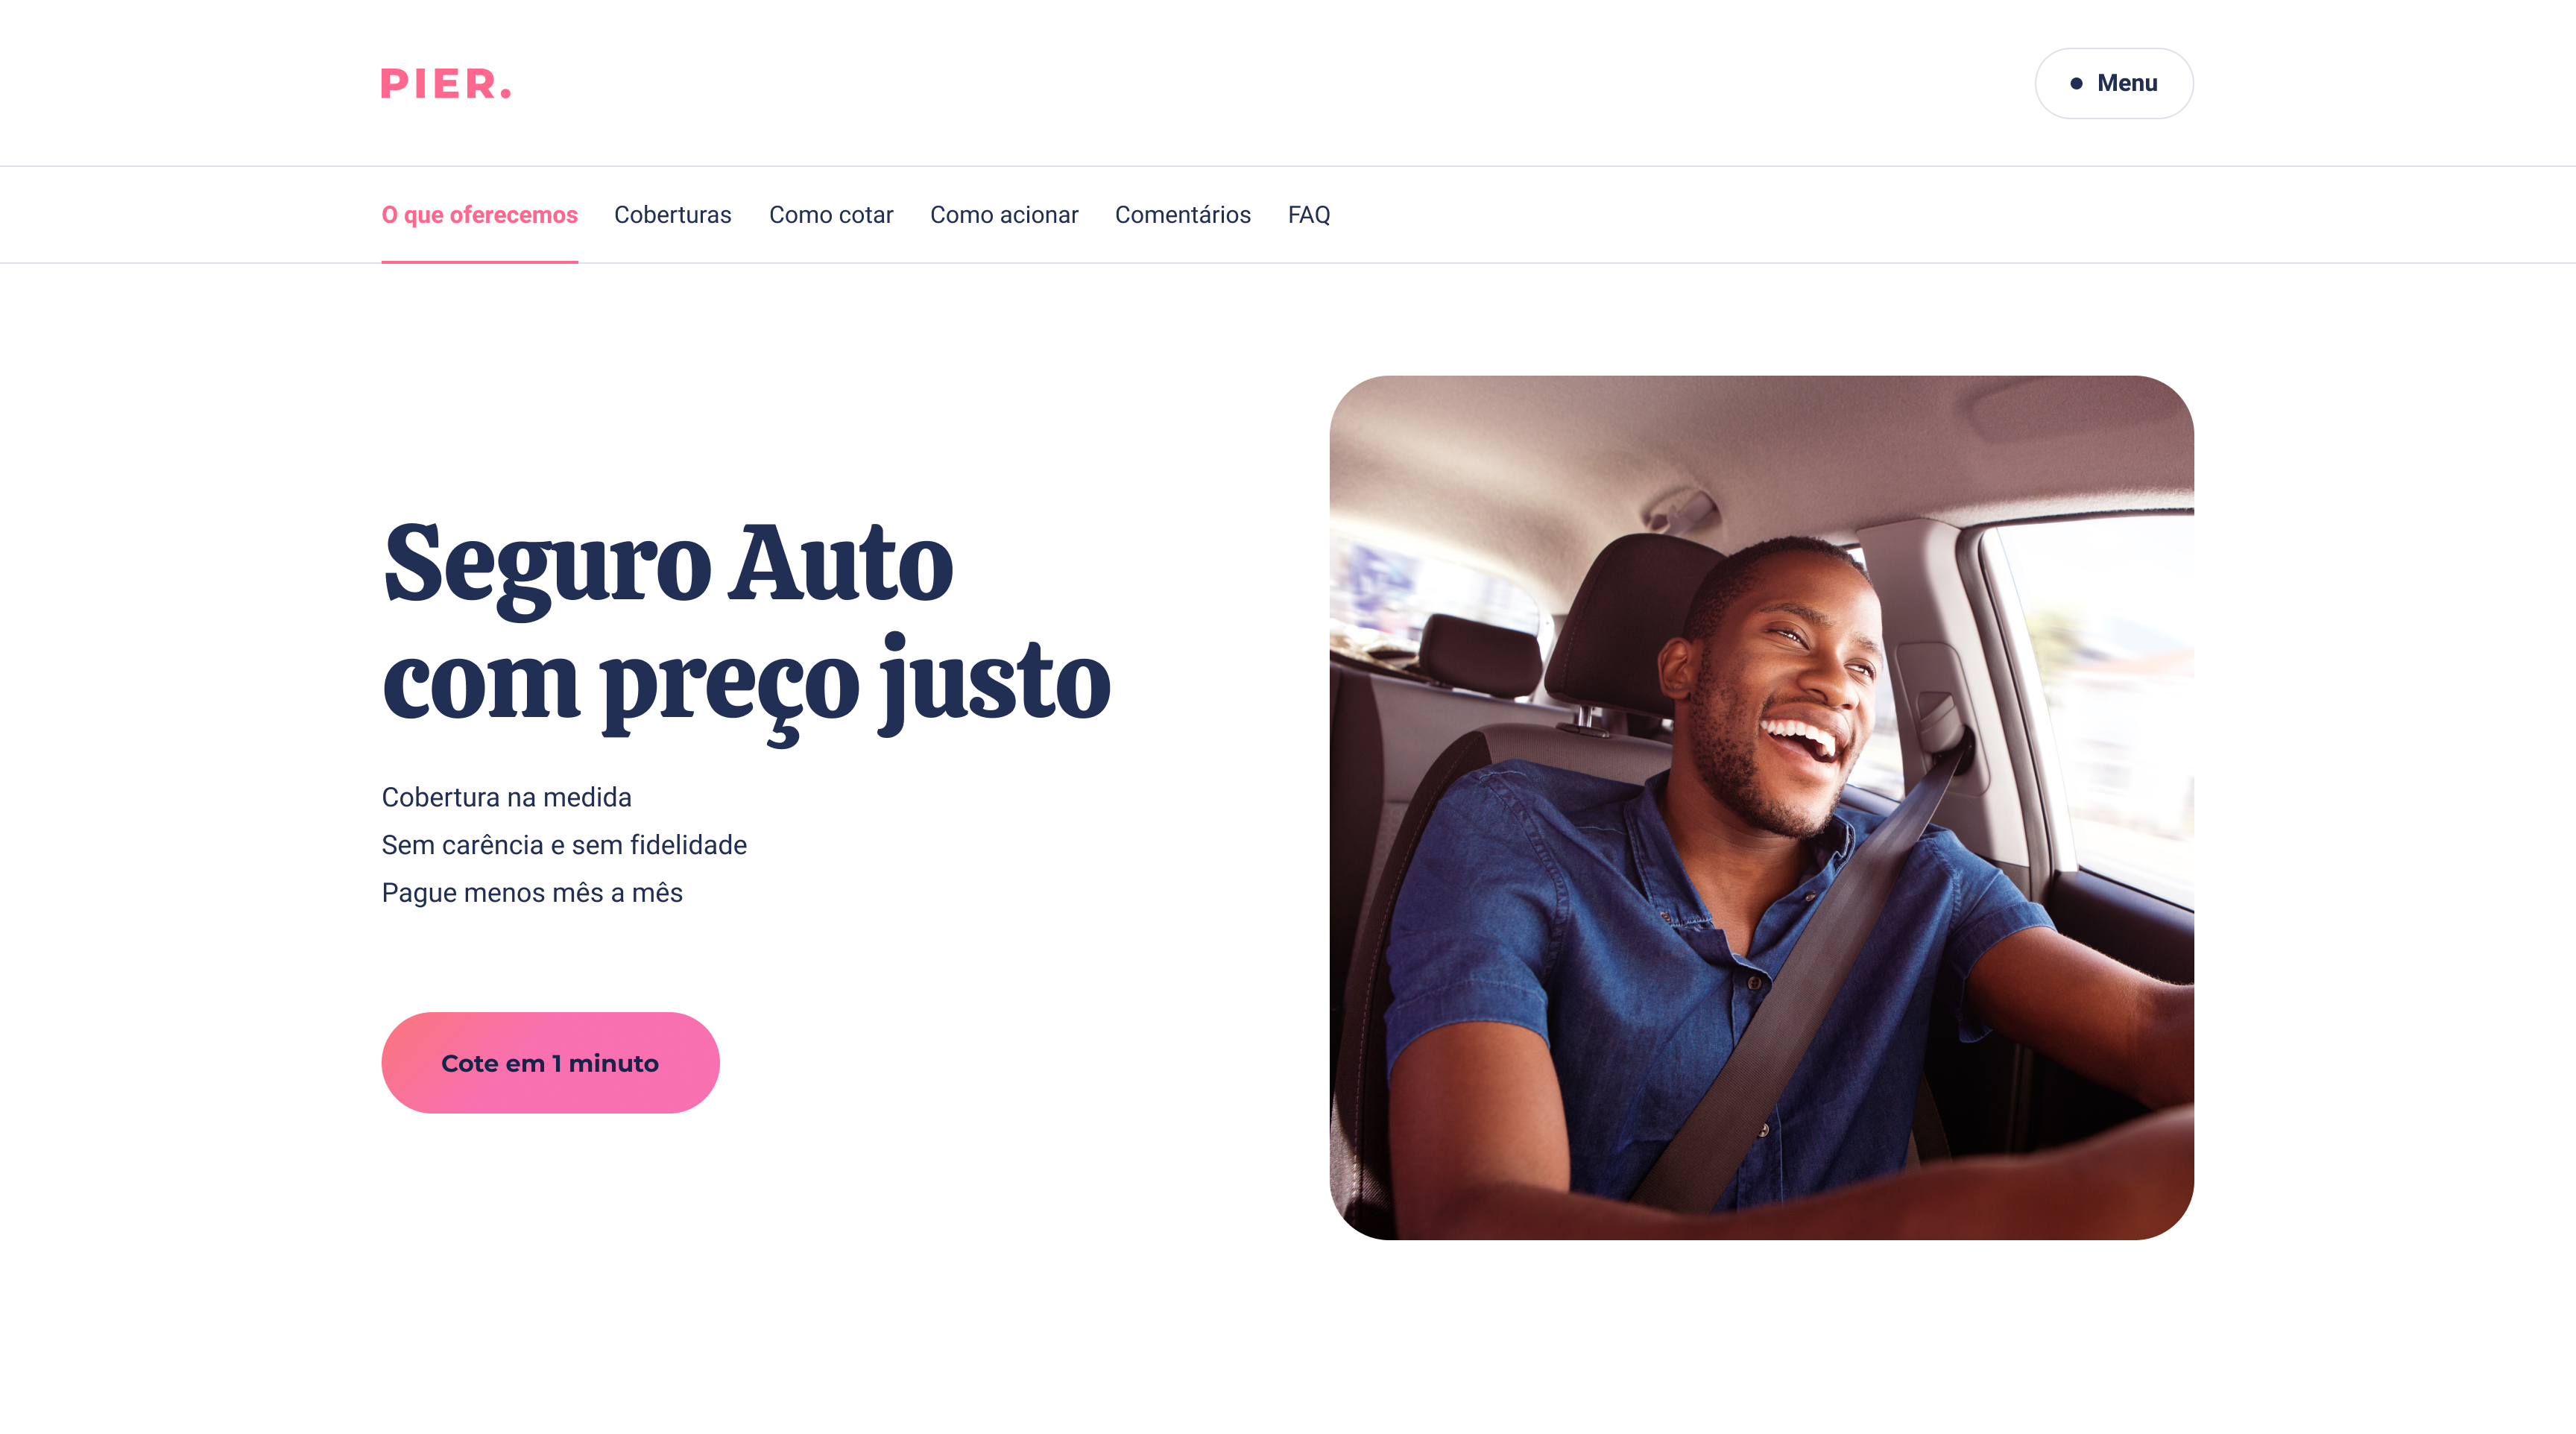 PIER.
Menu
O que oferecemos
Coberturas
Como cotar
Como acionar
Comentários
FAQ
Seguro Auto
com preço justo
Cobertura na medida
Sem carência e sem fidelidade
Pague menos mês a mês
Cote em 1 minuto